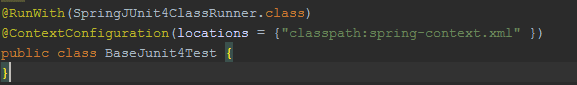 @RunWith(SpringJUnit4ClassRunner.class)
@ContextConfiguration(locations = {"classpath:spring-context.xml" })
public class BaseJunit4Test {
}